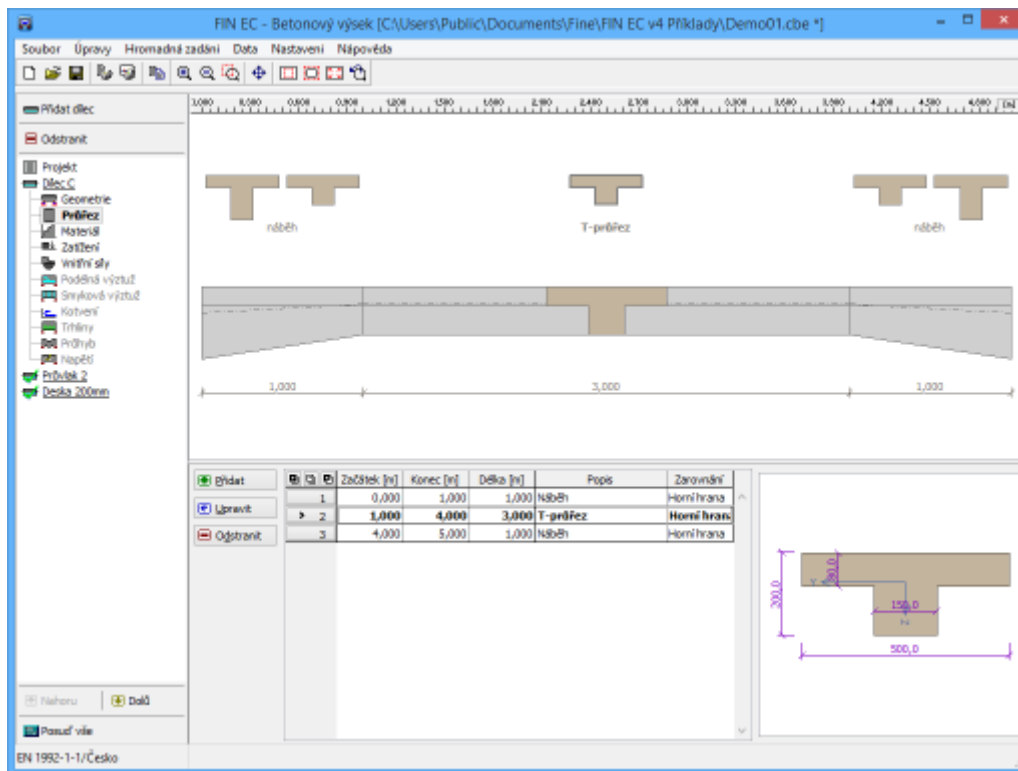 FIN EC - Betonový výsek [C:\Users\Public\Documents\Fine\FIN EC v4 Příklady\Demo01.cbe *]
Soubor Úpravy Hromadná zadání Data Nastavení Nápověda
Přidat dílec
Odstranit
Projekt
Dílec C
Geometrie
Průřez
Materiál
Zatížení
Vnitřní síly
Podélná výztuž
Smyková výztuž
Kotvení
Trhliny
Průhyb
Napětí
Průvlak 2
Deska 200mm
Nahoru Dolů
Posuď vše
náběh T-průřez náběh
1,000 3,000 1,000
Přidat
Upravit
Odstranit
Začátek [m] Konec [m] Délka [m] Popis Zarovnání
1 0,000 1,000 1,000 Náběh Horní hrana
> 2 1,000 4,000 3,000 T-průřez Horní hrana
3 4,000 5,000 1,000 Náběh Horní hrana
200,0
80,0
Y
150,0
Z
500,0
EN 1992-1-1/Česko